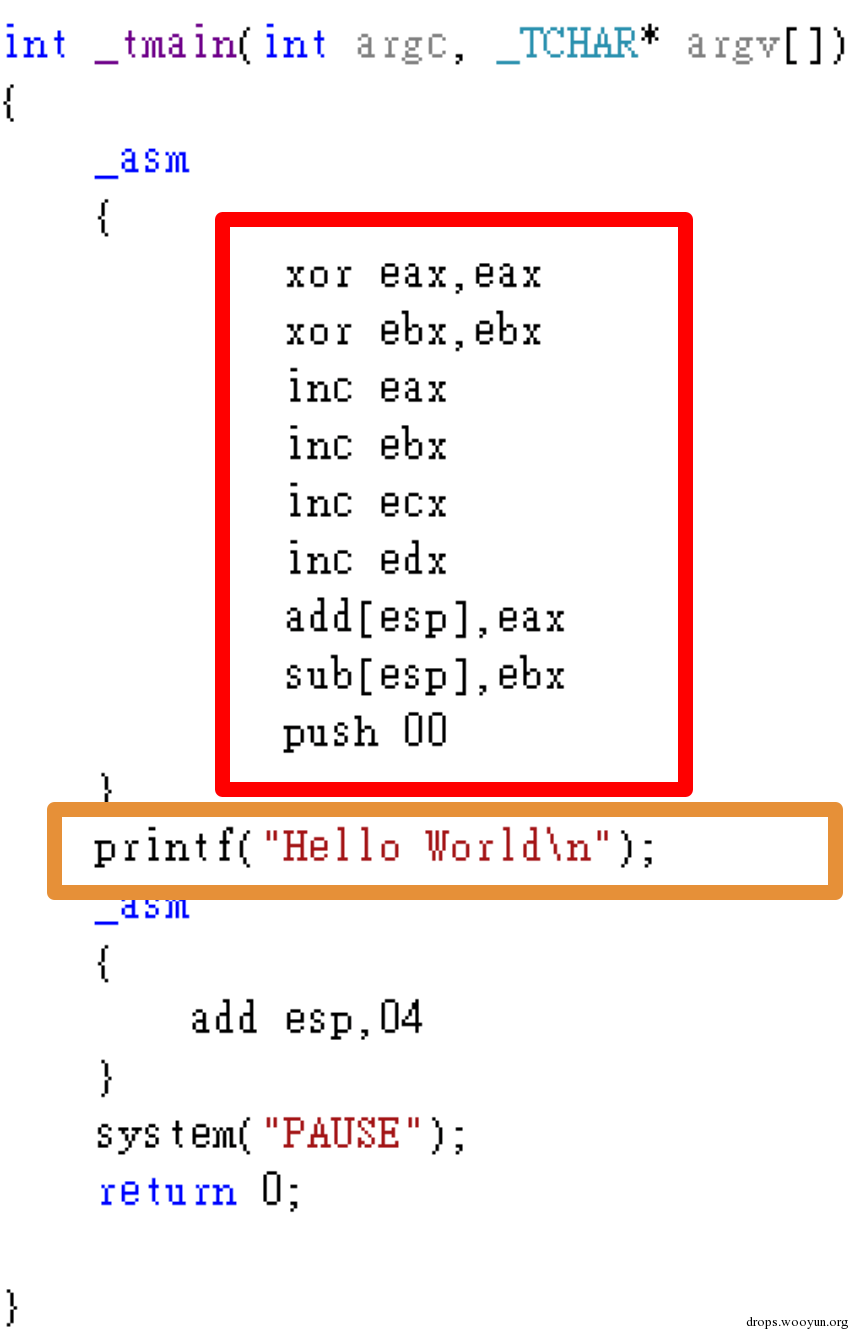 int _tmain(int argc, _TCHAR* argv[])
{
_asm
{
xor eax,eax
xor ebx,ebx
inc eax
inc ebx
inc ecx
inc edx
add[esp],eax
sub[esp],ebx
push 00
}
printf("Hello World\n");
_asm
{
add esp,04
}
system("PAUSE");
return 0;
}
drops.wooyun.org